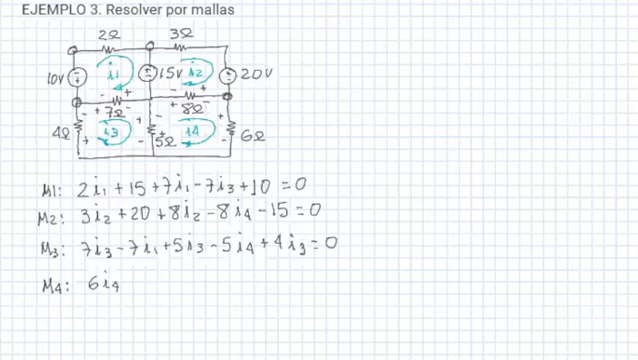 EJEMPLO 3. Resolver por mallas
2Ω 3Ω
10V i1 15V i2 20V
7Ω 8Ω
4Ω i3 5Ω i4 6Ω
M1: 2i1 + 15 + 7i1 - 7i3 + 10 = 0
M2: 3i2 + 20 + 8i2 - 8i4 - 15 = 0
M3: 7i3 - 7i1 + 5i3 - 5i4 + 4i3 = 0
M4: 6i4